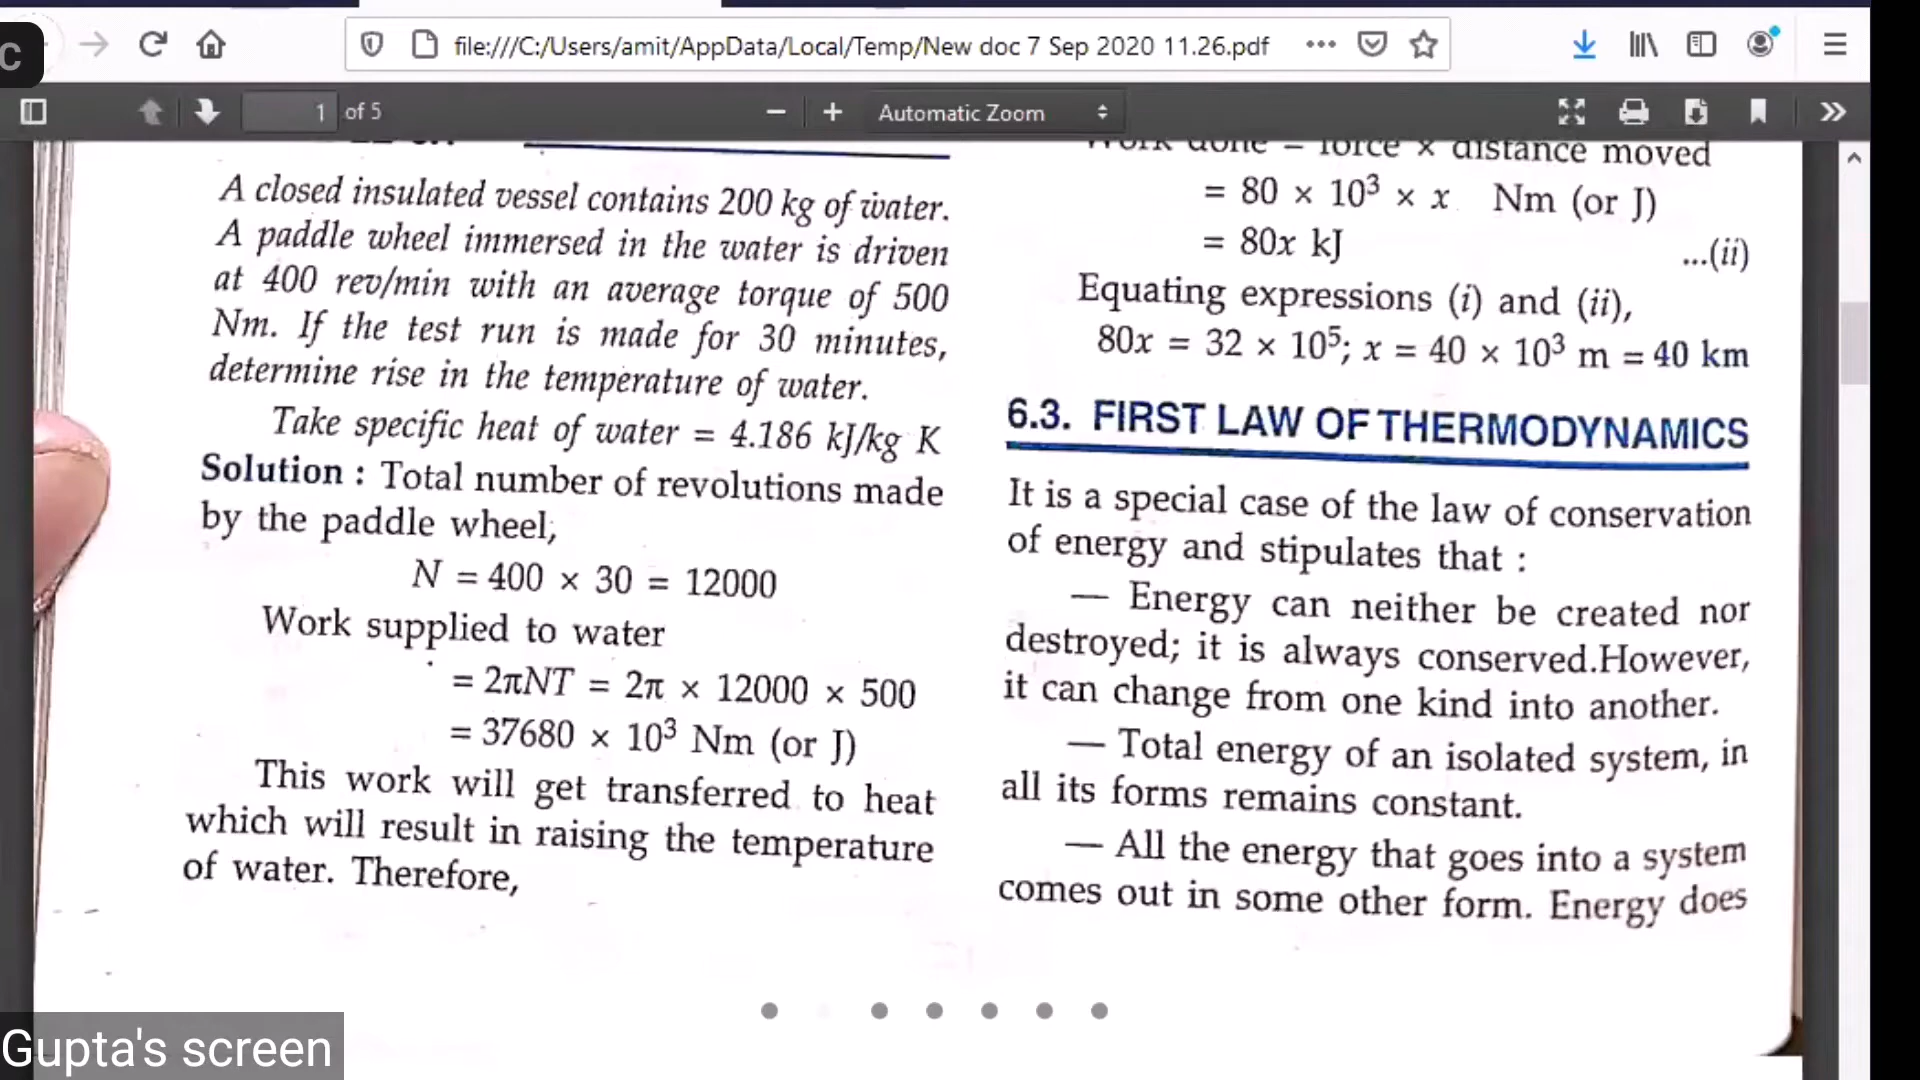 C
file:///C:/Users/amit/AppData/Local/Temp/New doc 7 Sep 2020 11.26.pdf
1 of 5
Automatic Zoom
A closed insulated vessel contains 200 kg of water.
A paddle wheel immersed in the water is driven
at 400 rev/min with an average torque of 500
Nm. If the test run is made for 30 minutes,
determine rise in the temperature of water.
Take specific heat of water = 4.186 kJ/kg K
Solution : Total number of revolutions made
by the paddle wheel,
N = 400 × 30 = 12000
Work supplied to water
= 2πNT = 2π × 12000 × 500
= 37680 × 10³ Nm (or J)
This work will get transferred to heat
which will result in raising the temperature
of water. Therefore,
Work done = force × distance moved
= 80 × 10³ × x Nm (or J)
= 80x kJ ...(ii)
Equating expressions (i) and (ii),
80x = 32 × 10⁵; x = 40 × 10³ m = 40 km
6.3. FIRST LAW OF THERMODYNAMICS
It is a special case of the law of conservation
of energy and stipulates that :
— Energy can neither be created nor
destroyed; it is always conserved.However,
it can change from one kind into another.
— Total energy of an isolated system, in
all its forms remains constant.
— All the energy that goes into a system
comes out in some other form. Energy does
Gupta's screen